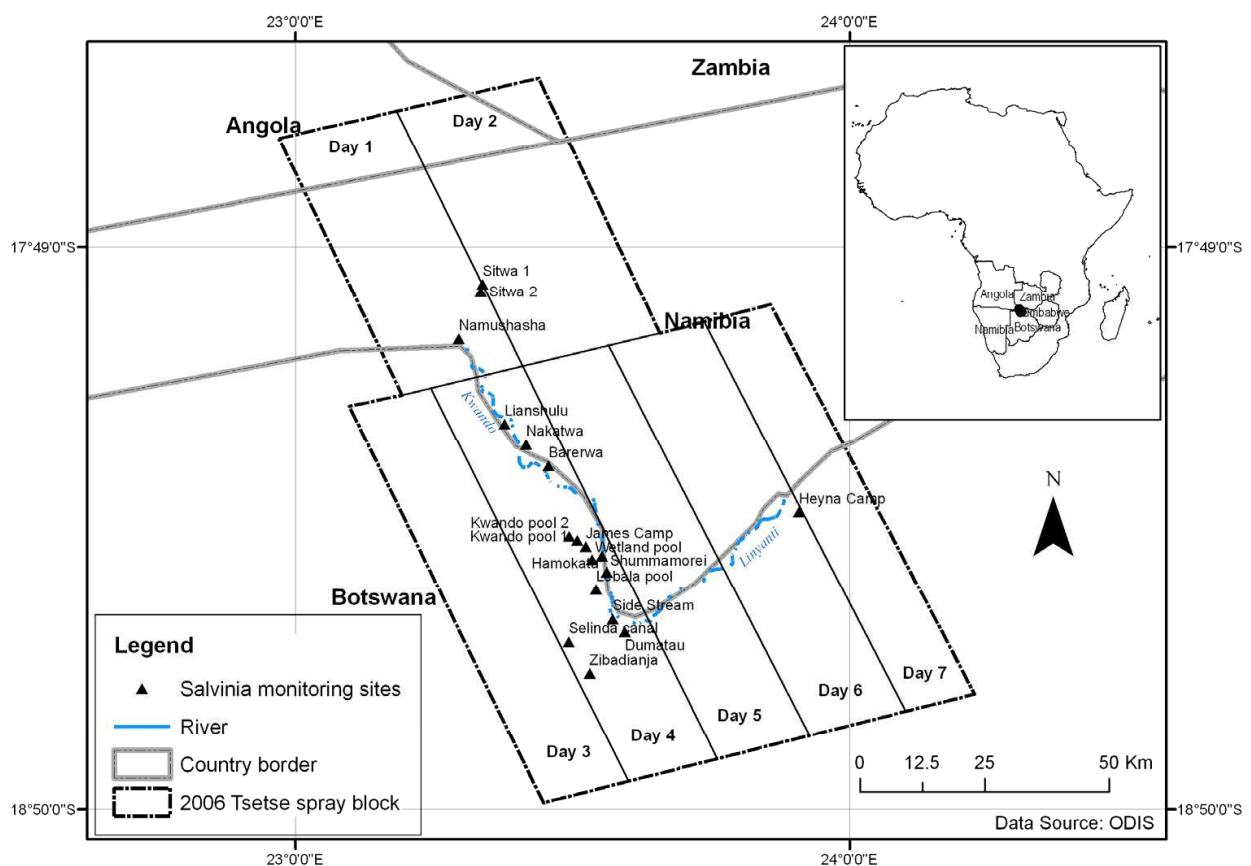 23°0'0"E
24°0'0"E
Zambia
Angola
Day 2
Day 1
17°49'0"S
17°49'0"S
Angola
Zambia
Zimbabwe
Namibia
Botswana
Sitwa 1
Sitwa 2
Namushasha
Namibia
Kwando
Lianshulu
Nakatwa
Barerwa
Heyna Camp
N
Kwando pool 2
Kwando pool 1
James Camp
Wetland pool
Hamokata
Shummamorei
Lebala pool
Linyanti
Botswana
Side Stream
Selinda canal
Dumatau
Zibadianja
Day 7
Day 6
Day 5
Day 4
Day 3
Legend
Salvinia monitoring sites
River
Country border
2006 Tsetse spray block
0 12.5 25 50 Km
18°50'0"S
18°50'0"S
Data Source: ODIS
23°0'0"E
24°0'0"E